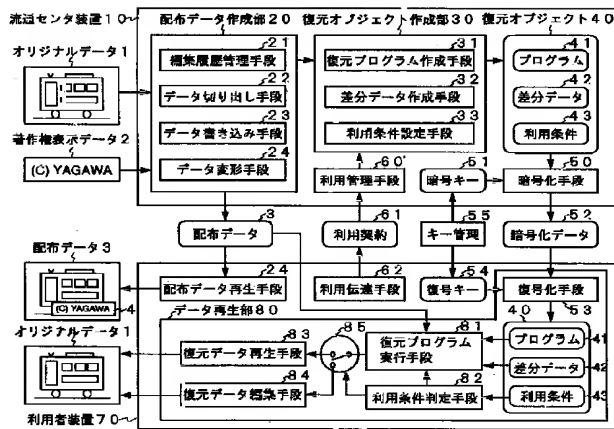 流通センタ装置10
配布データ作成部20
復元オブジェクト作成部30
復元オブジェクト40
オリジナルデータ1
21
編集履歴管理手段
22
データ切り出し手段
23
データ書き込み手段
24
データ変形手段
31
復元プログラム作成手段
32
差分データ作成手段
33
利用条件設定手段
41
プログラム
42
差分データ
43
利用条件
著作権表示データ2
(C) YAGAWA
60
利用管理手段
51
暗号キー
50
暗号化手段
3
配布データ
61
利用契約
55
キー管理
52
暗号化データ
配布データ3
24
配布データ再生手段
62
利用伝達手段
54
復号キー
復号化手段
53
(C) YAGAWA
4
データ再生部80
オリジナルデータ1
83
復元データ再生手段
85
81
復元プログラム
実行手段
40
プログラム
41
差分データ
42
利用条件
43
84
復元データ編集手段
82
利用条件判定手段
利用者装置70